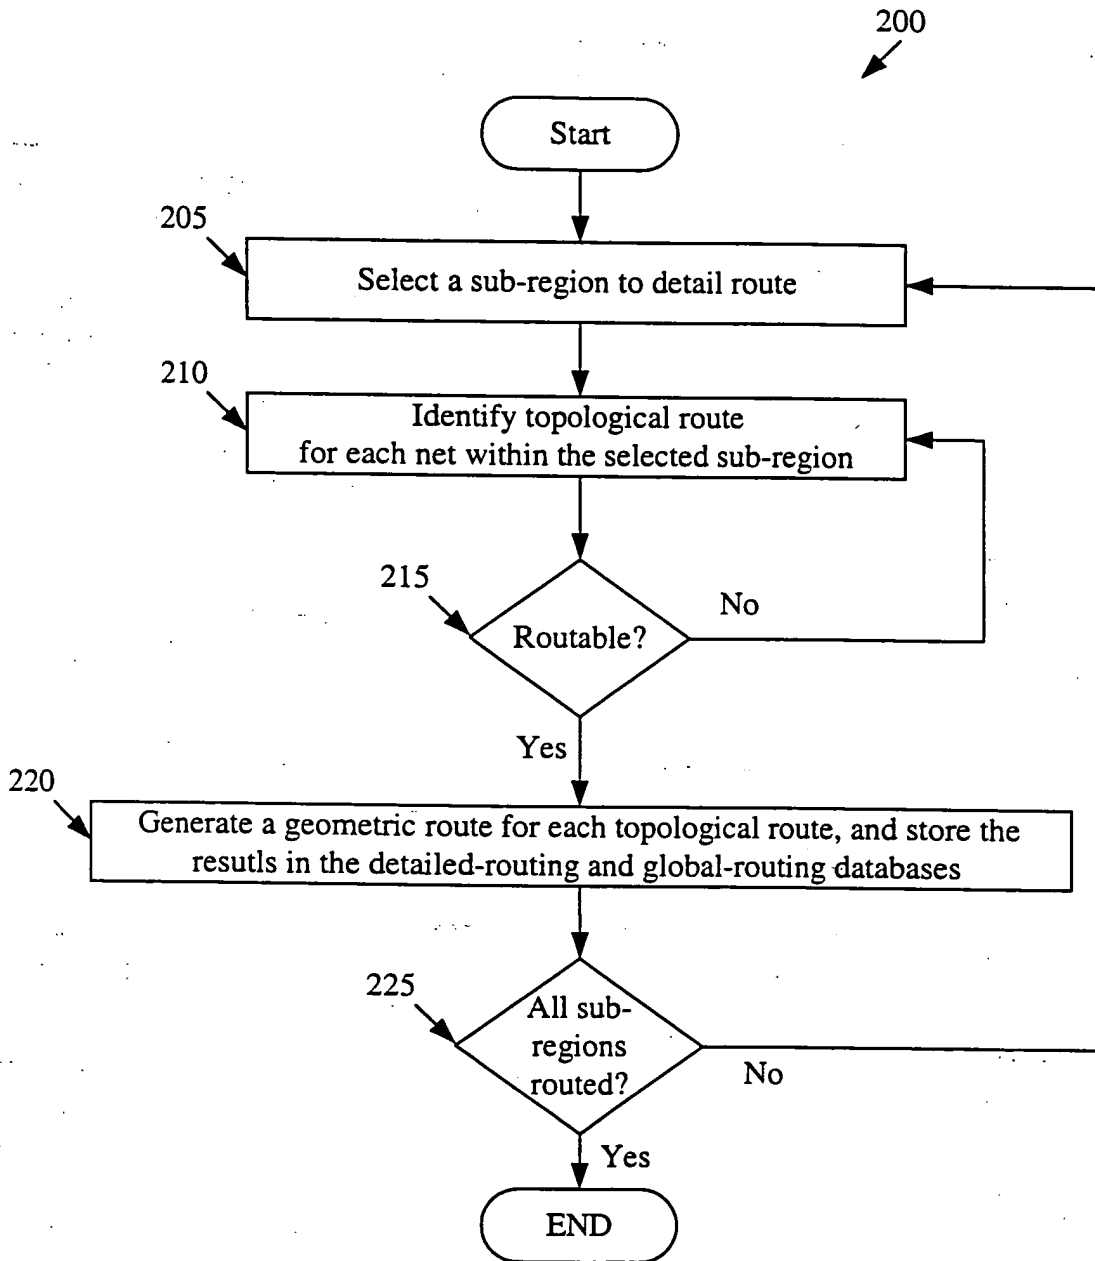 200
Start
205
Select a sub-region to detail route
210
Identify topological route
for each net within the selected sub-region
215
Routable?
No
Yes
220
Generate a geometric route for each topological route, and store the
resutls in the detailed-routing and global-routing databases
225
All sub-
regions
routed?
No
Yes
END